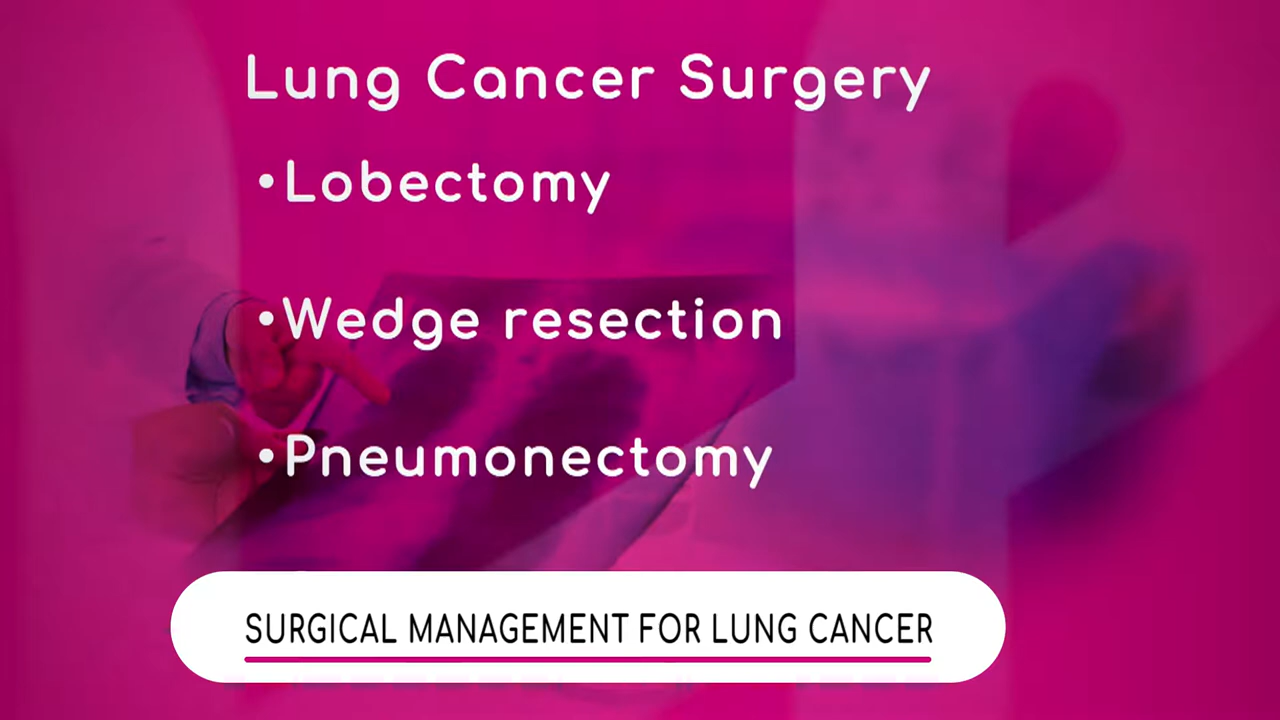 Lung Cancer Surgery
•Lobectomy
•Wedge resection
•Pneumonectomy
SURGICAL MANAGEMENT FOR LUNG CANCER